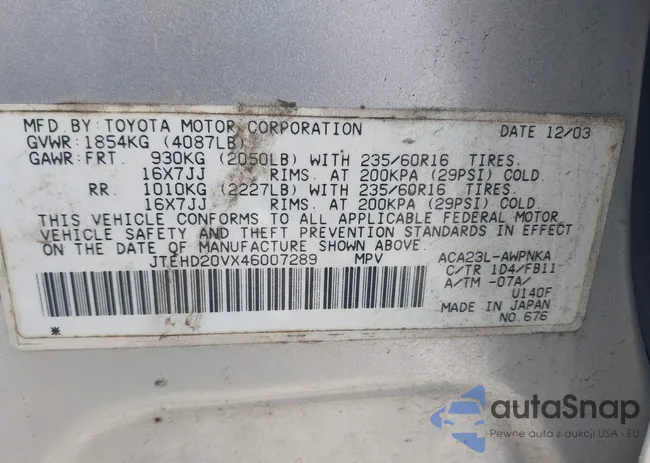 MFD.BY:TOYOTA MOTOR CORPORATION DATE 12/03
GVWR:1854KG (4087LB)
GAWR:FRT. 930KG (2050LB) WITH 235/60R16 TIRES.
16X7JJ RIMS. AT 200KPA (29PSI) COLD.
RR. 1010KG (2227LB) WITH 235/60R16 TIRES.
16X7JJ RIMS. AT 200KPA (29PSI) COLD.
THIS VEHICLE CONFORMS TO ALL APPLICABLE FEDERAL MOTOR
VEHICLE SAFETY AND THEFT PREVENTION STANDARDS IN EFFECT
ON THE DATE OF MANUFACTURE SHOWN ABOVE.
JTEHD20VX46007289 MPV ACA23L-AWPNKA
C/TR 1D4/FB11
A/TM -07A/
U140F
MADE IN JAPAN
* NO 676
autaSnap
Pewne auto z aukcji USA - EU